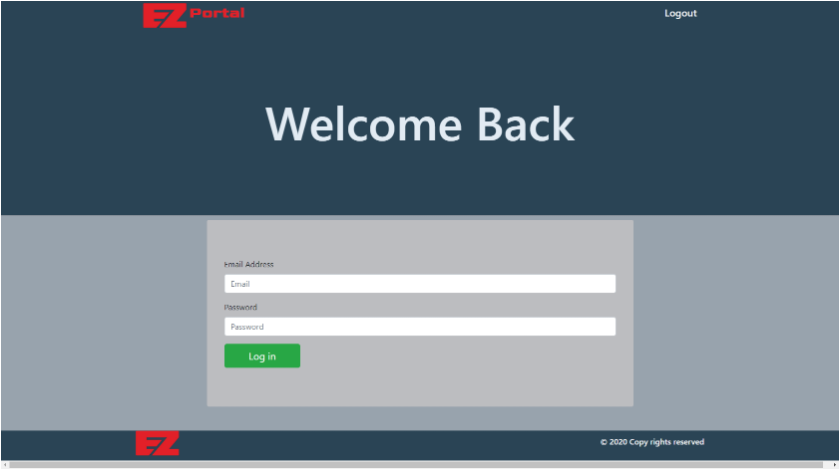 EZ Portal
Logout
Welcome Back
Email Address
Email
Password
Password
Log in
EZ
© 2020 Copy rights reserved